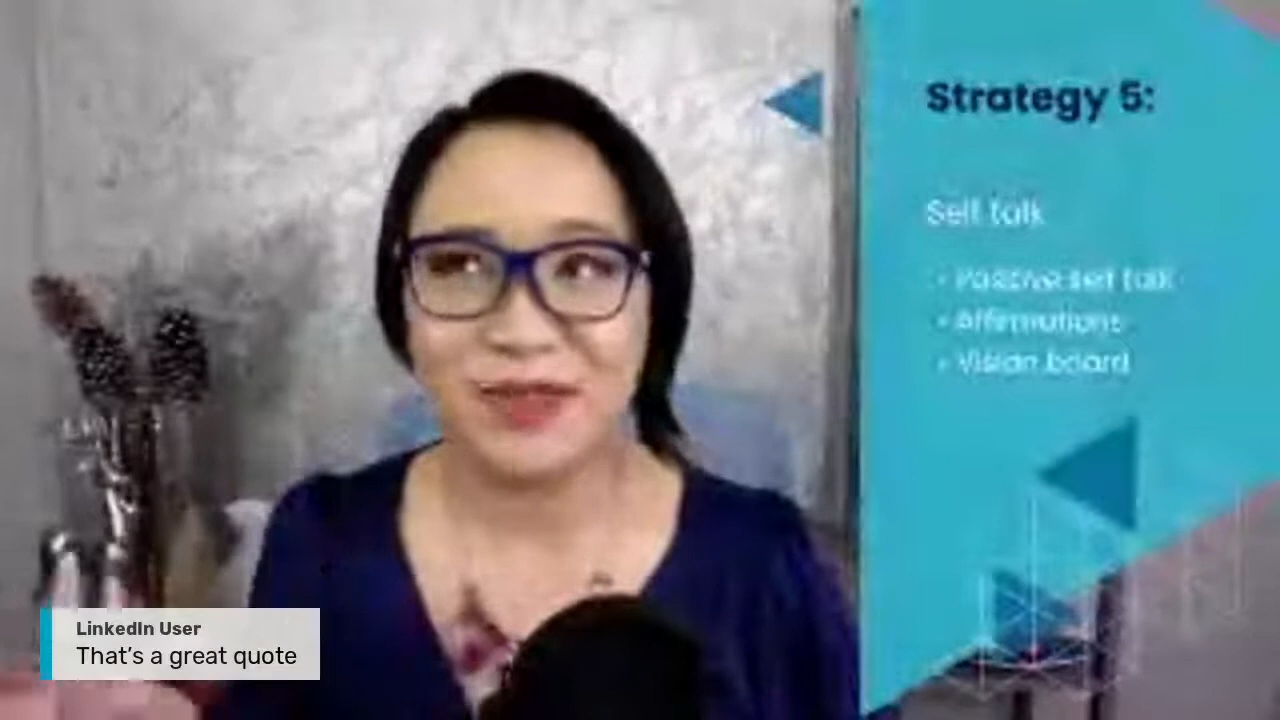 Strategy 5:
Self talk
• Positive self talk
• Affirmations
• Vision board
LinkedIn User
That's a great quote